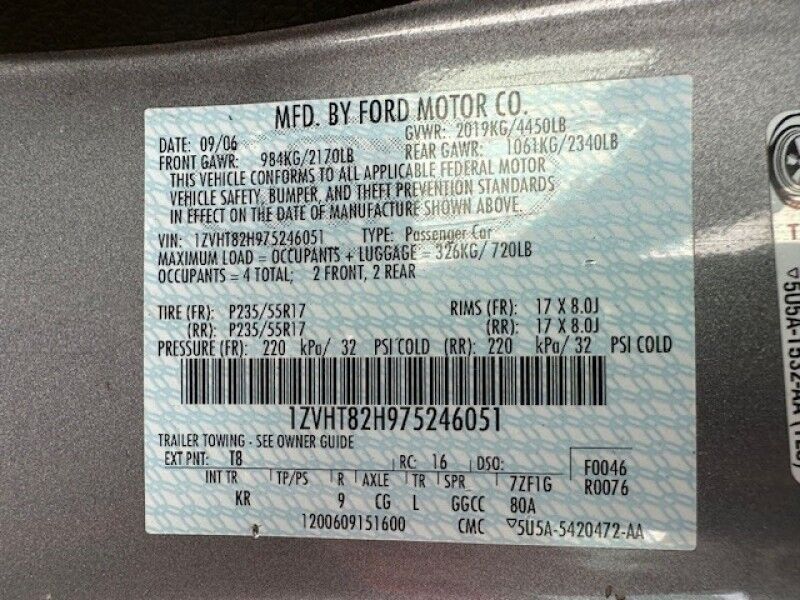 MFD. BY FORD MOTOR CO.
DATE: 09/06 GVWR: 2019KG/4450LB
FRONT GAWR: 984KG/2170LB REAR GAWR: 1061KG/2340LB
THIS VEHICLE CONFORMS TO ALL APPLICABLE FEDERAL MOTOR
VEHICLE SAFETY, BUMPER, AND THEFT PREVENTION STANDARDS
IN EFFECT ON THE DATE OF MANUFACTURE SHOWN ABOVE.
VIN: 1ZVHT82H975246051 TYPE: Passenger Car
MAXIMUM LOAD = OCCUPANTS + LUGGAGE = 326KG/ 720LB
OCCUPANTS = 4 TOTAL; 2 FRONT, 2 REAR
TIRE (FR): P235/55R17 RIMS (FR): 17 X 8.0J
(RR): P235/55R17 (RR): 17 X 8.0J
PRESSURE (FR): 220 kPa/ 32 PSI COLD (RR): 220 kPa/ 32 PSI COLD
1ZVHT82H975246051
TRAILER TOWING - SEE OWNER GUIDE
EXT PNT: T8 RC: 16 DSO: F0046
INT TR TP/PS R AXLE TR SPR 7ZF1G R0076
KR 9 CG L GGCC 80A
1200609151600 CMC ▽5U5A-5420472-AA